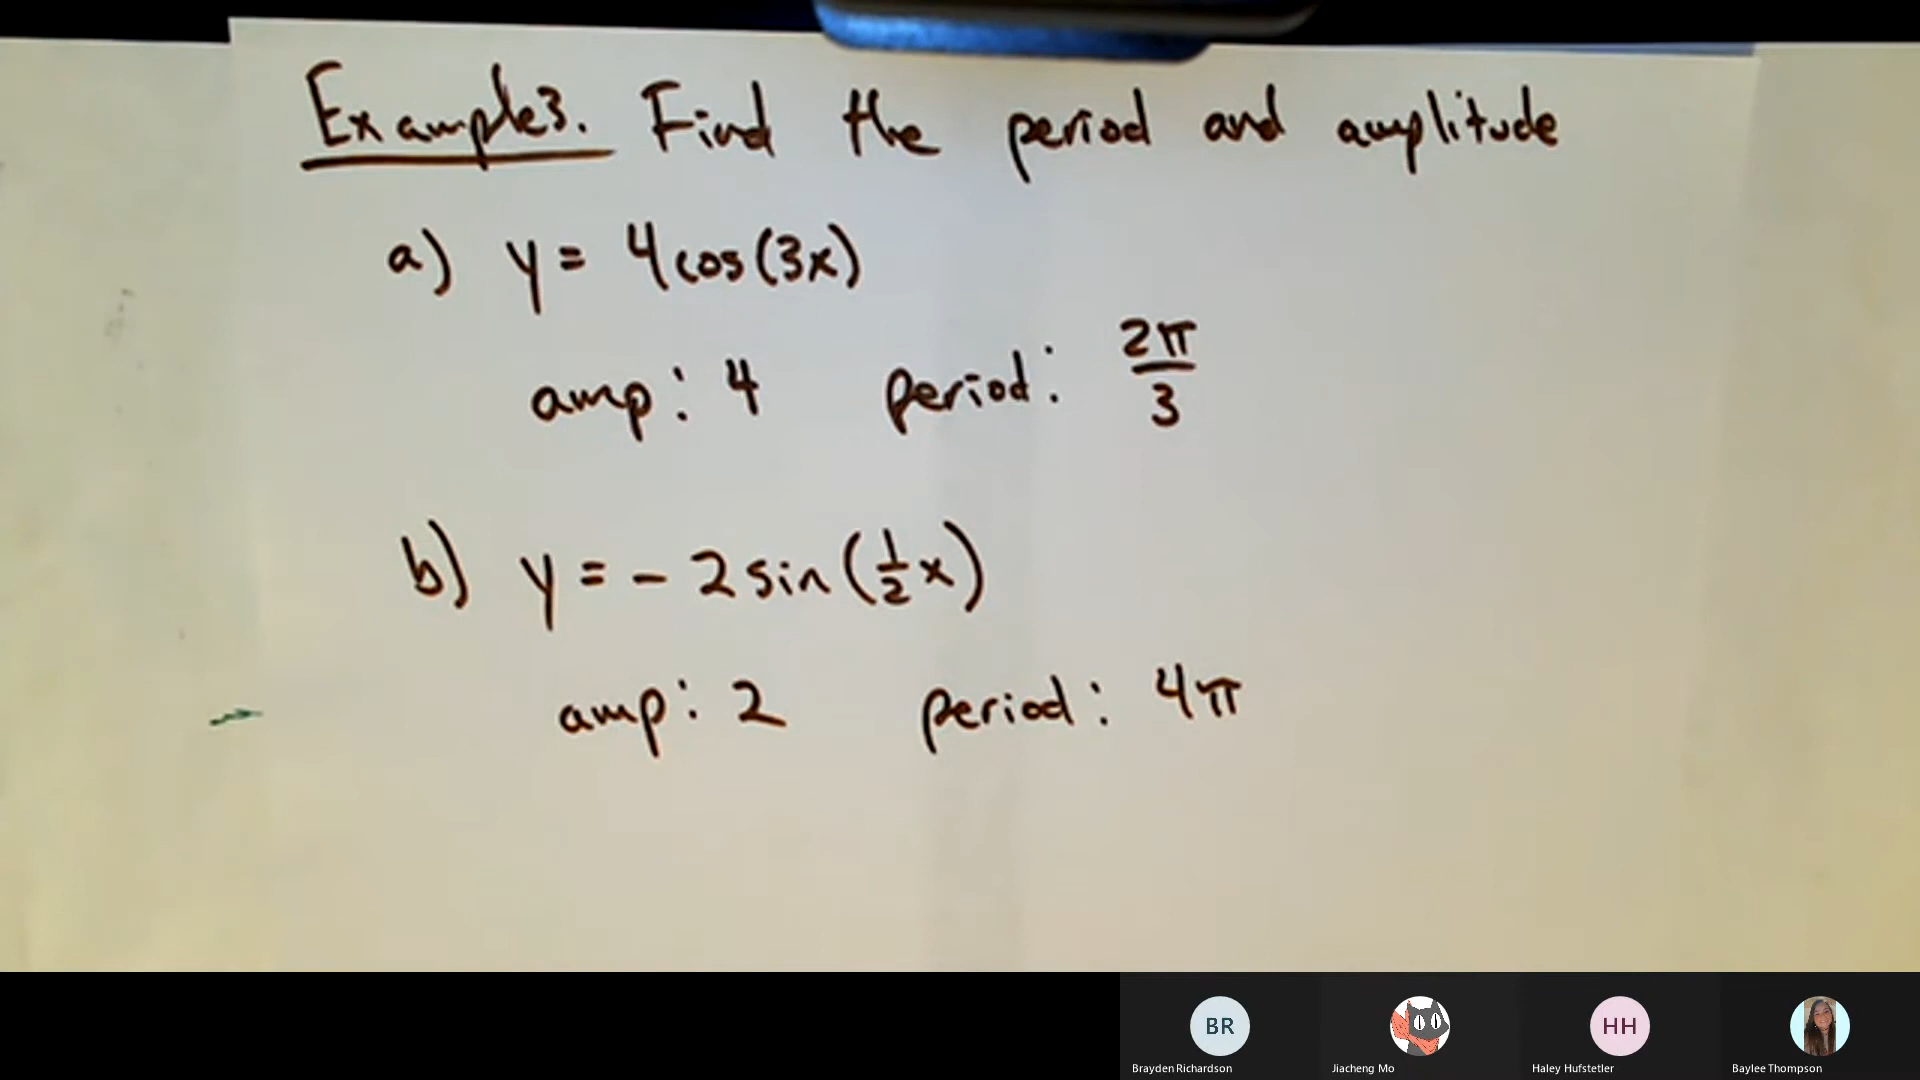 Example 3. Find the period and amplitude
a) y = 4cos(3x)
amp: 4 period: 2π/3
b) y = - 2sin(1/2 x)
amp: 2 period: 4π
BR HH
Brayden Richardson Jiacheng Mo Haley Hufstetler Baylee Thompson